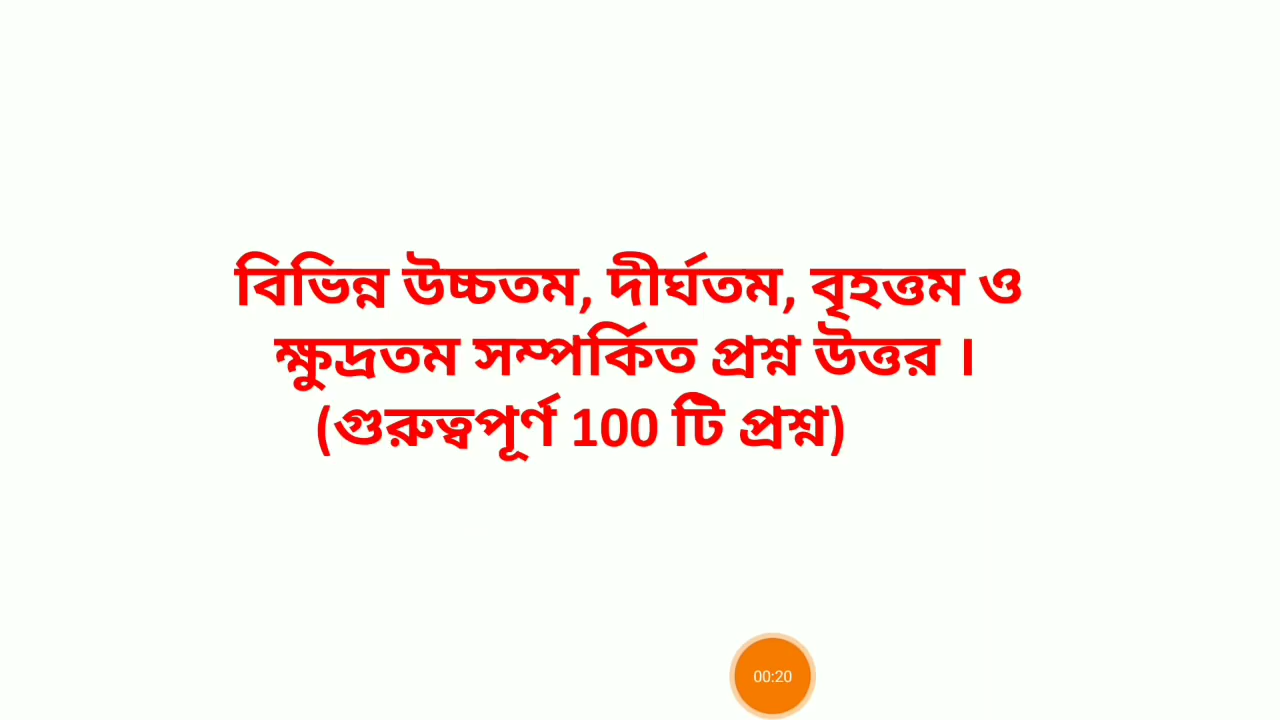 বিভিন্ন উচ্চতম, দীর্ঘতম, বৃহত্তম ও
ক্ষুদ্রতম সম্পর্কিত প্রশ্ন উত্তর ।
(গুরুত্বপূর্ণ 100 টি প্রশ্ন)
00:20